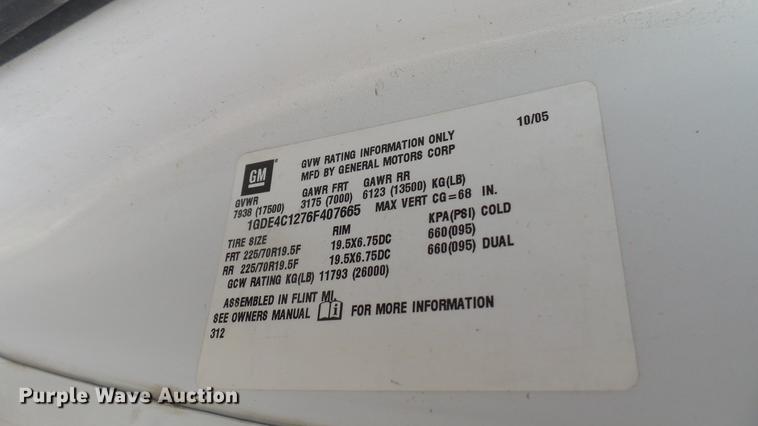 10/05
GM ®
GVW RATING INFORMATION ONLY
MFD BY GENERAL MOTORS CORP
GVWR GAWR FRT GAWR RR
7938 (17500) 3175 (7000) 6123 (13500) KG(LB)
1GDE4C1276F407665 MAX VERT CG=68 IN.
TIRE SIZE RIM KPA(PSI) COLD
FRT 225/70R19.5F 19.5X6.75DC 660(095)
RR 225/70R19.5F 19.5X6.75DC 660(095) DUAL
GCW RATING KG(LB) 11793 (26000)
ASSEMBLED IN FLINT MI.
SEE OWNERS MANUAL i FOR MORE INFORMATION
312
Purple Wave Auction